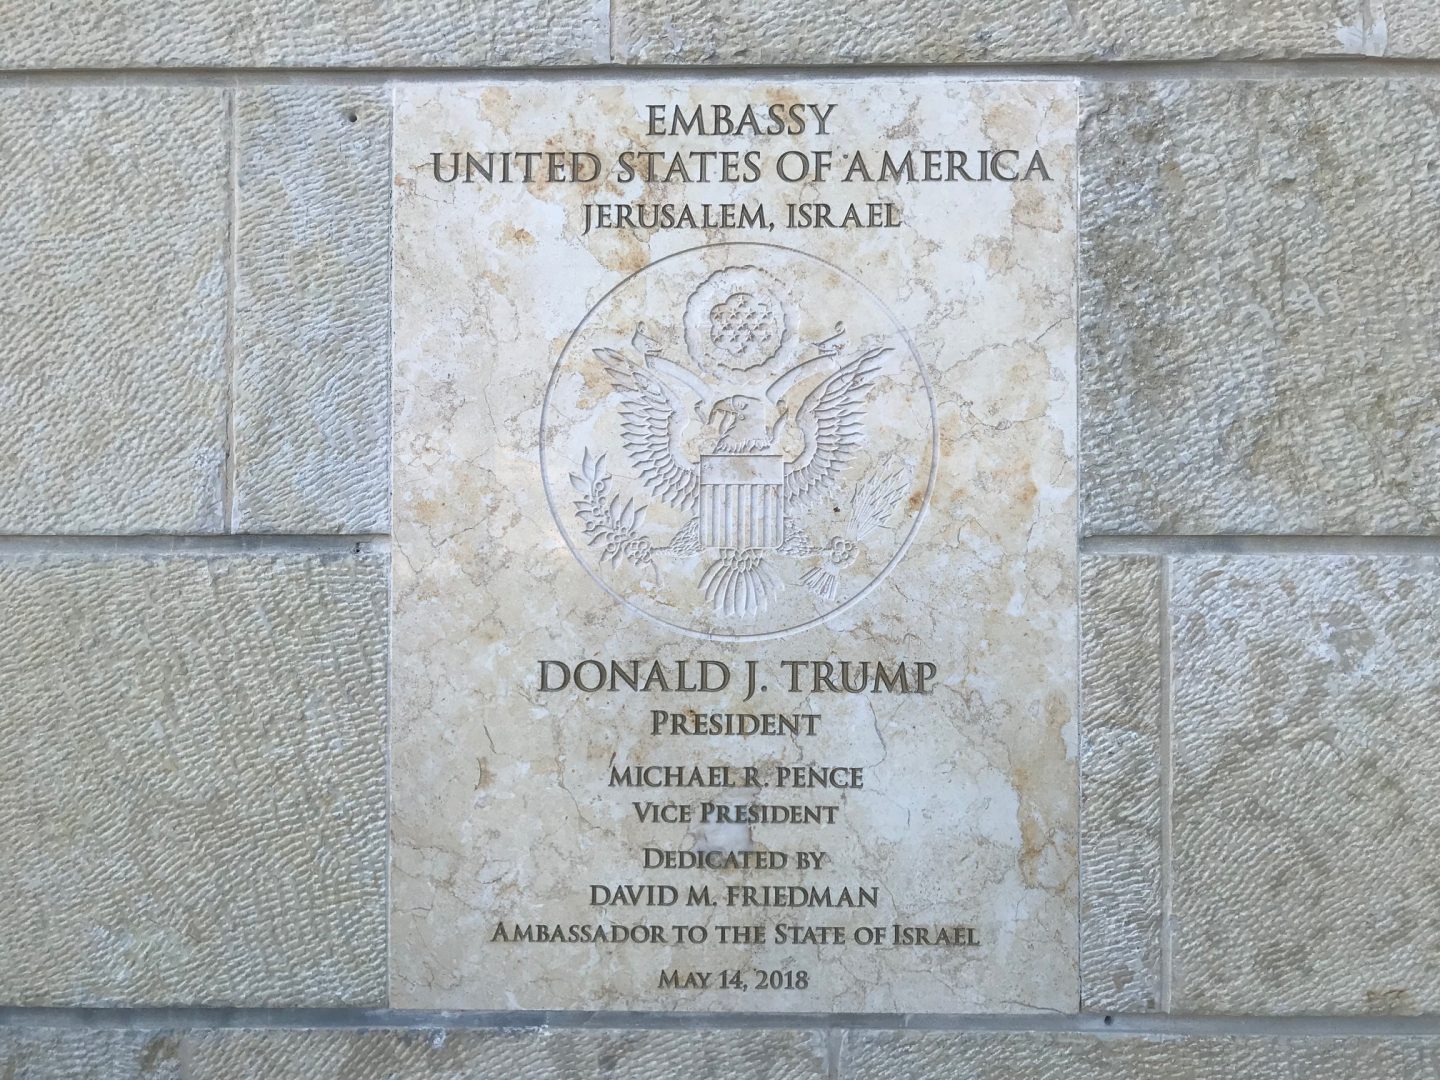 EMBASSY
UNITED STATES OF AMERICA
JERUSALEM, ISRAEL
DONALD J. TRUMP
PRESIDENT
MICHAEL R. PENCE
VICE PRESIDENT
DEDICATED BY
DAVID M. FRIEDMAN
AMBASSADOR TO THE STATE OF ISRAEL
MAY 14, 2018